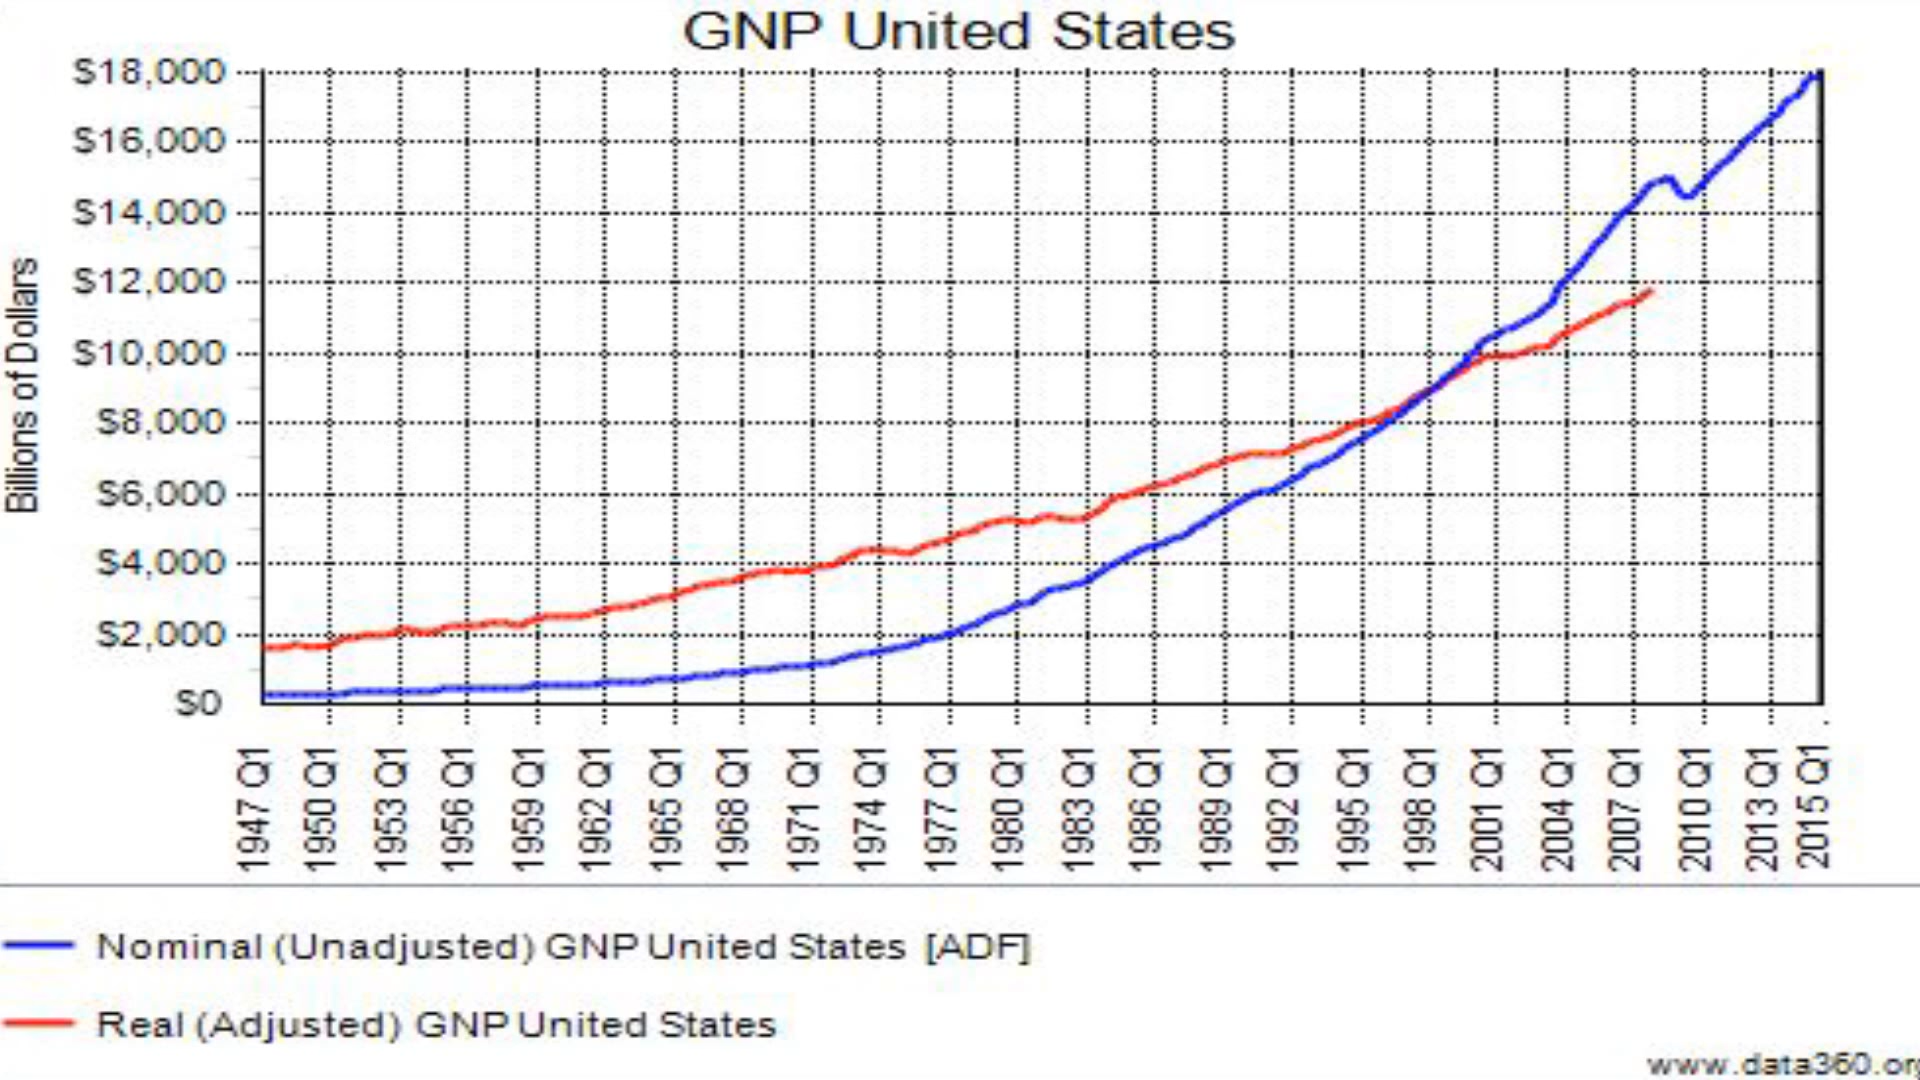 GNP United States
$18,000
$16,000
$14,000
$12,000
$10,000
$8,000
$6,000
$4,000
$2,000
$0
Billions of Dollars
1947 Q1
1950 Q1
1953 Q1
1956 Q1
1959 Q1
1962 Q1
1965 Q1
1968 Q1
1971 Q1
1974 Q1
1977 Q1
1980 Q1
1983 Q1
1986 Q1
1989 Q1
1992 Q1
1995 Q1
1998 Q1
2001 Q1
2004 Q1
2007 Q1
2010 Q1
2013 Q1
2015 Q1
Nominal (Unadjusted) GNP United States [ADF]
Real (Adjusted) GNP United States
www.data360.org